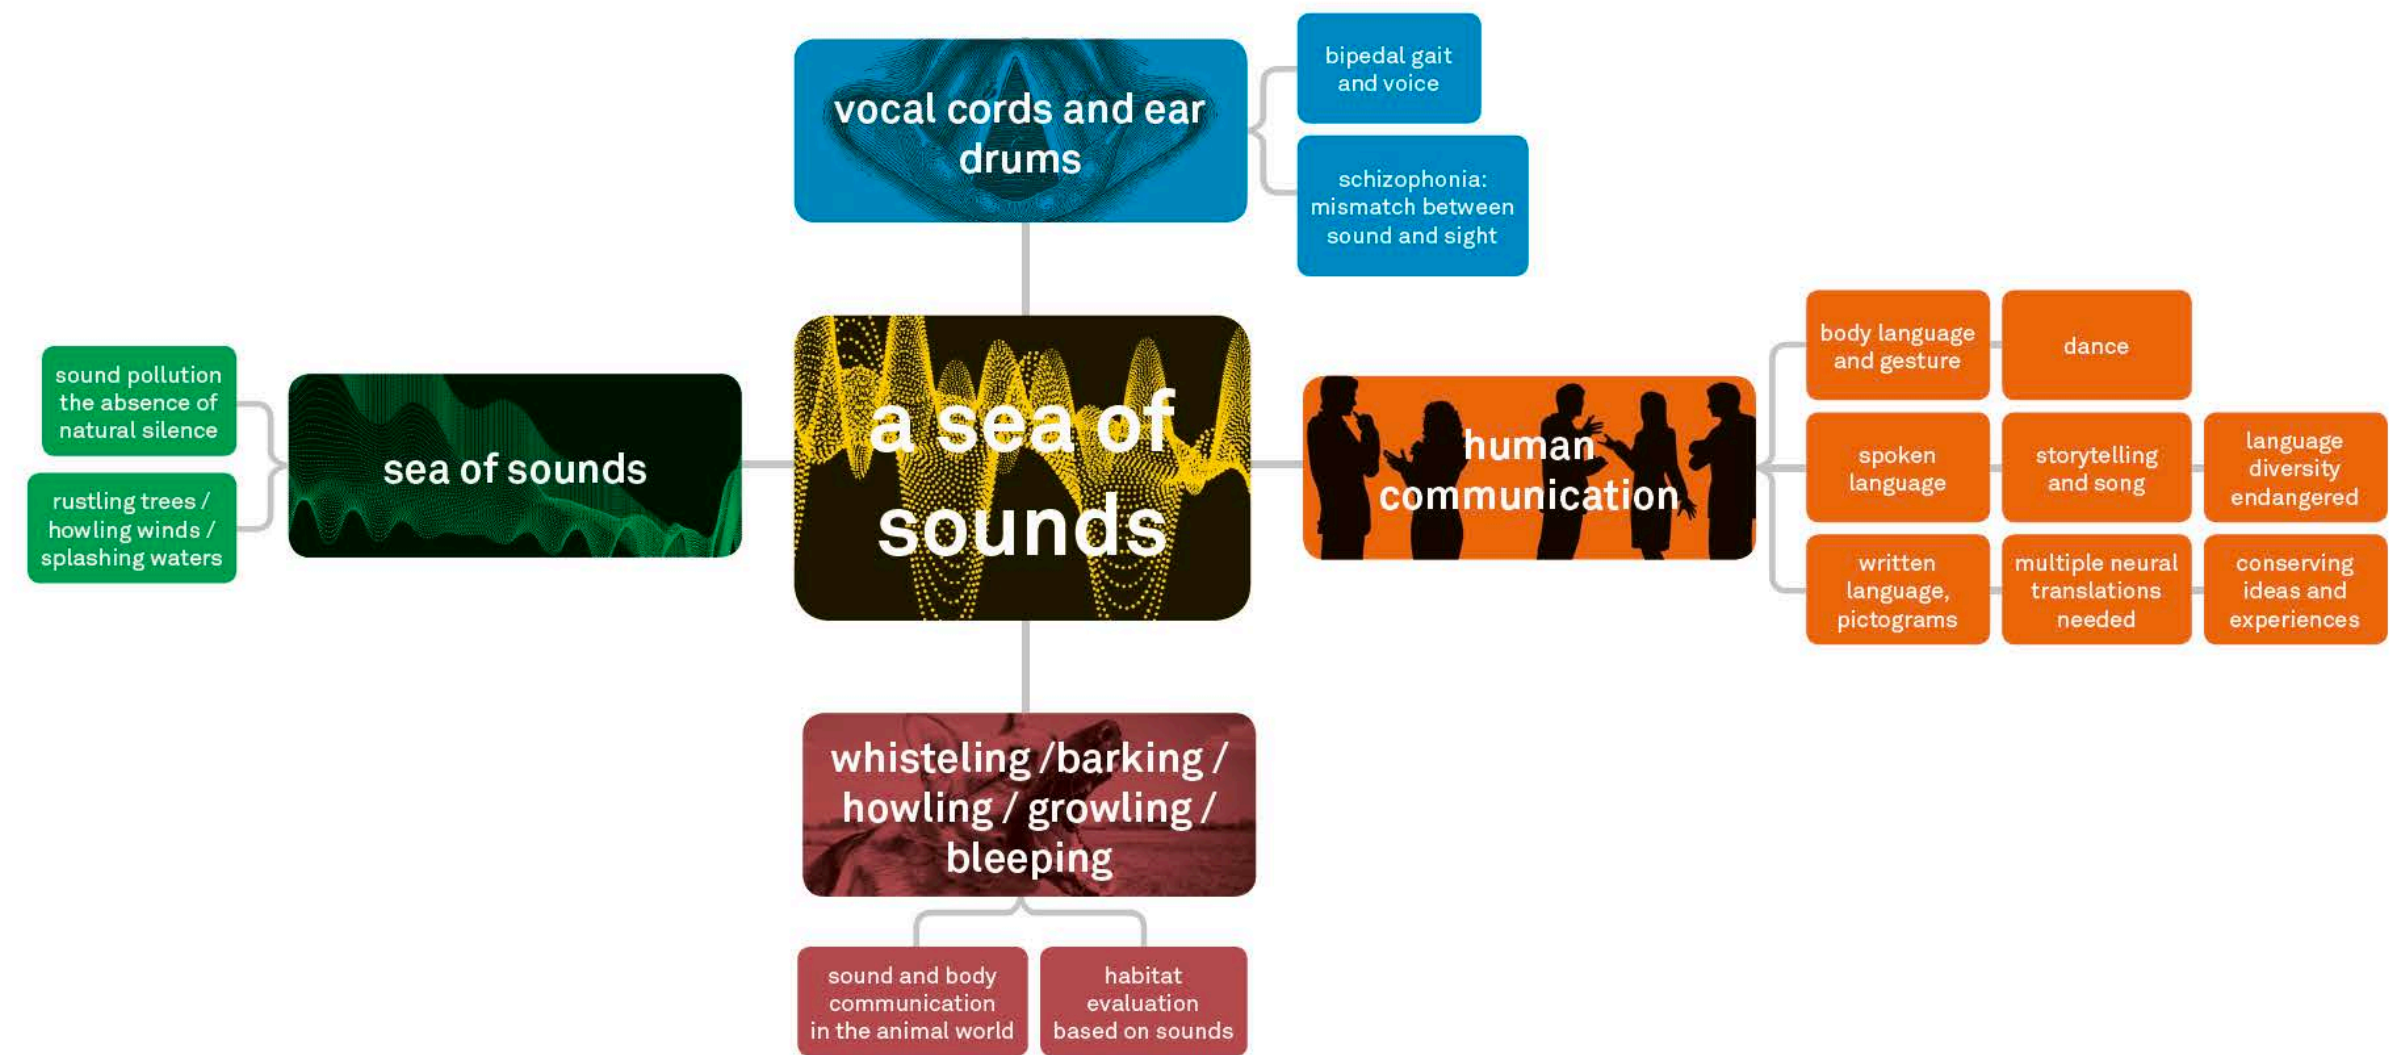 vocal cords and ear
drums
bipedal gait
and voice
schizophonia:
mismatch between
sound and sight
sound pollution
the absence of
natural silence
rustling trees /
howling winds /
splashing waters
sea of sounds
a sea of
sounds
human
communication
body language
and gesture
dance
spoken
language
storytelling
and song
language
diversity
endangered
written
language,
pictograms
multiple neural
translations
needed
conserving
ideas and
experiences
whisteling /barking /
howling / growling /
bleeping
sound and body
communication
in the animal world
habitat
evaluation
based on sounds